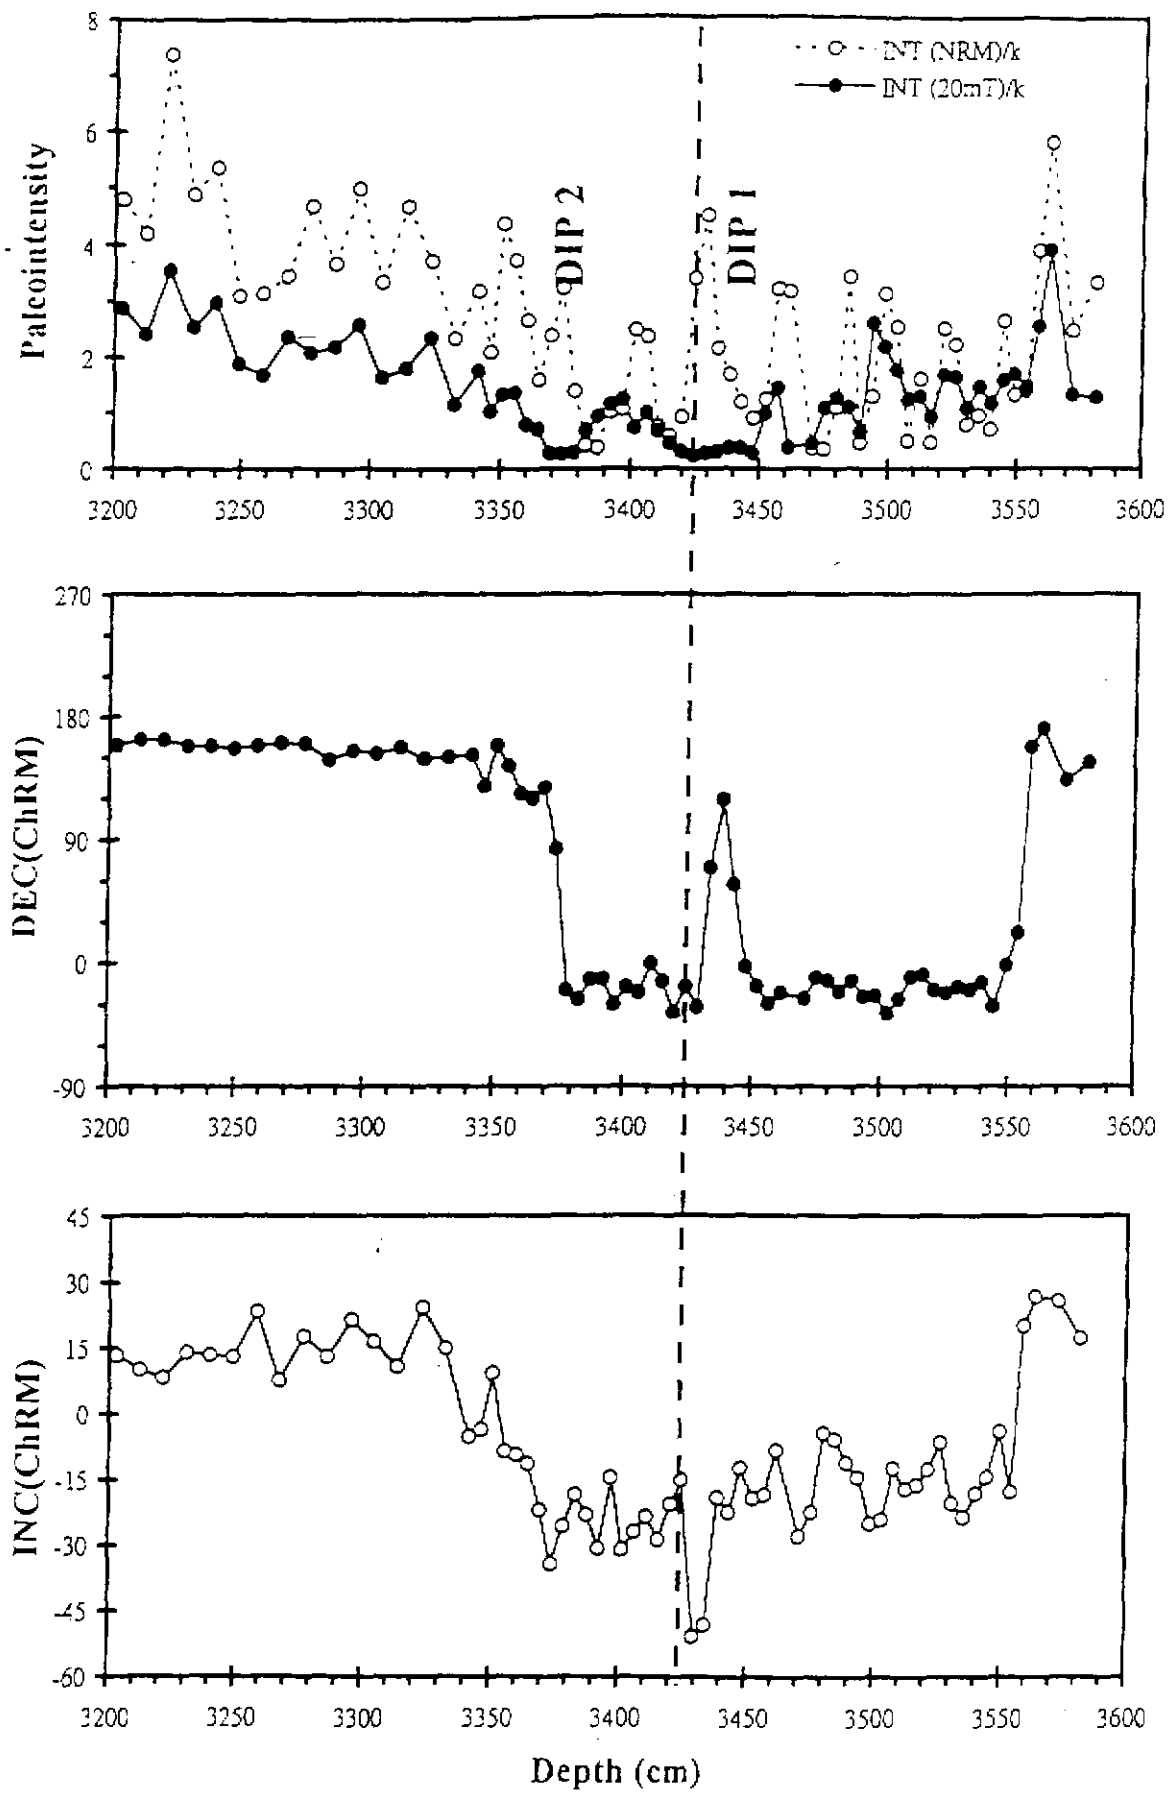 8
6
4
2
0
Paleointensity
INT (NRM)/k
INT (20mT)/k
DIP 2
DIP 1
3200 3250 3300 3350 3400 3450 3500 3550 3600
270
180
90
0
-90
DEC(ChRM)
3200 3250 3300 3350 3400 3450 3500 3550 3600
45
30
15
0
-15
-30
-45
-60
INC(ChRM)
3200 3250 3300 3350 3400 3450 3500 3550 3600
Depth (cm)